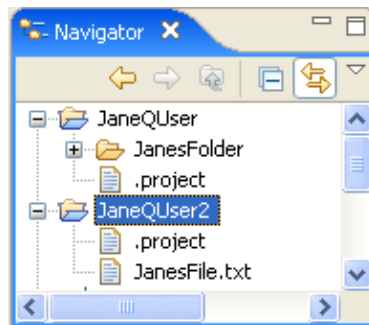 Navigator
JaneQUser
JanesFolder
.project
JaneQUser2
.project
JanesFile.txt